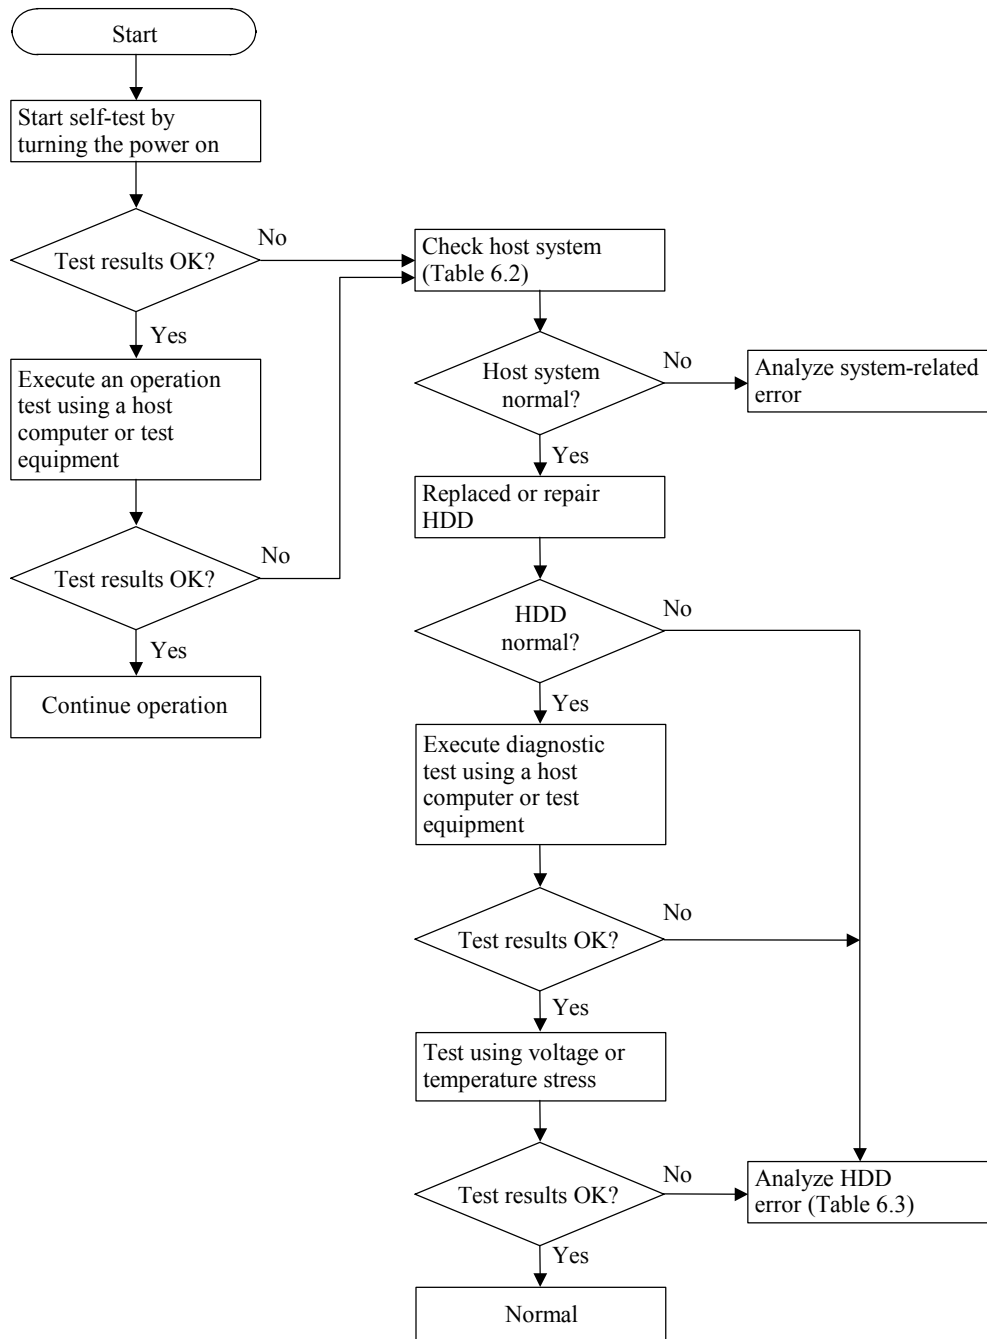 Start
Start self-test by
turning the power on
Test results OK?
No
Yes
Execute an operation
test using a host
computer or test
equipment
Test results OK?
No
Yes
Continue operation
Check host system
(Table 6.2)
Host system
normal?
No
Analyze system-related
error
Yes
Replaced or repair
HDD
HDD
normal?
No
Yes
Execute diagnostic
test using a host
computer or test
equipment
Test results OK?
No
Yes
Test using voltage or
temperature stress
Test results OK?
No
Analyze HDD
error (Table 6.3)
Yes
Normal